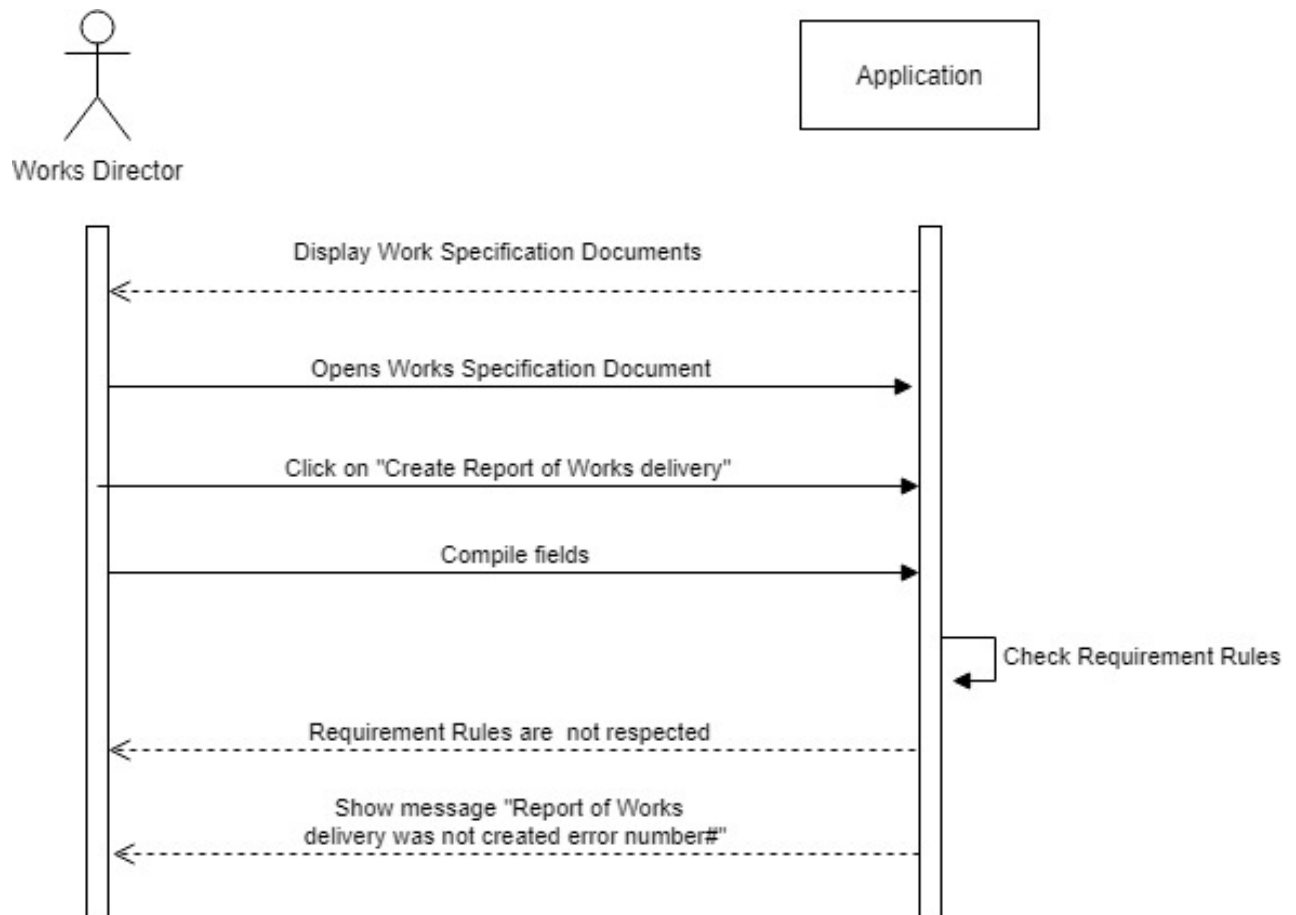 Application
Works Director
Display Work Specification Documents
Opens Works Specification Document
Click on "Create Report of Works delivery"
Compile fields
Check Requirement Rules
Requirement Rules are  not respected
Show message "Report of Works
delivery was not created error number#"